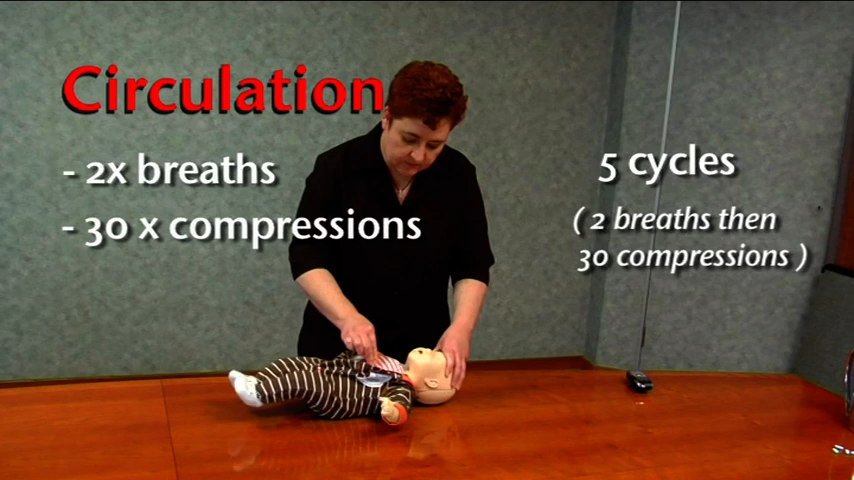 Circulation
- 2x breaths
- 30 x compressions
5 cycles
( 2 breaths then
30 compressions )